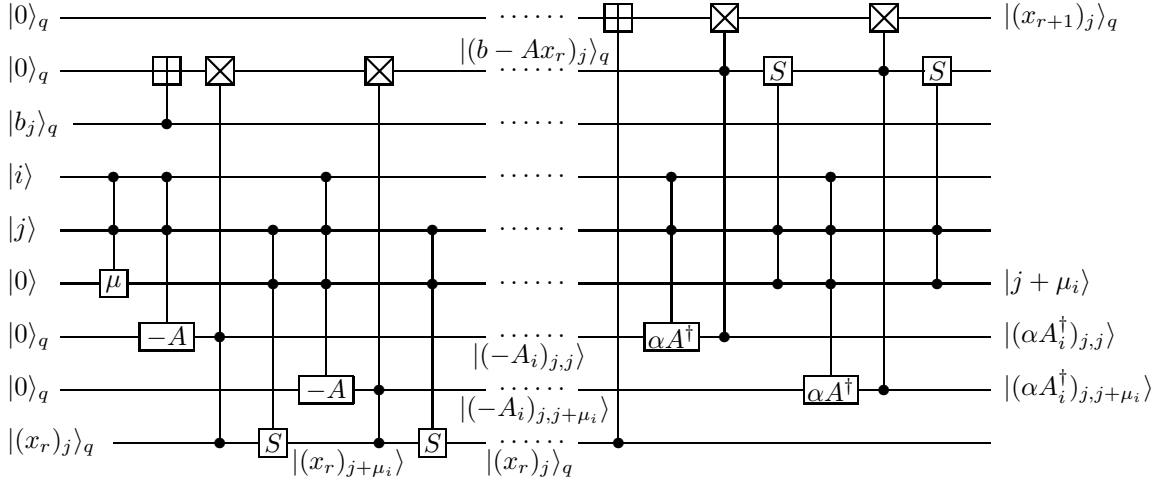 |0⟩_q ······ |(x_{r+1})_j⟩_q
|(b − Ax_r)_j⟩_q
|0⟩_q ······ S S
|b_j⟩_q ······
|i⟩ ······
|j⟩ ······
|0⟩ μ ······ |j + μ_i⟩
|0⟩_q −A ······ αA^† |(αA_i^†)_{j,j}⟩
|(−A_i)_{j,j}⟩
|0⟩_q −A ······ αA^† |(αA_i^†)_{j,j+μ_i}⟩
|(−A_i)_{j,j+μ_i}⟩
|(x_r)_j⟩_q S S ······
|(x_r)_{j+μ_i}⟩ |(x_r)_j⟩_q